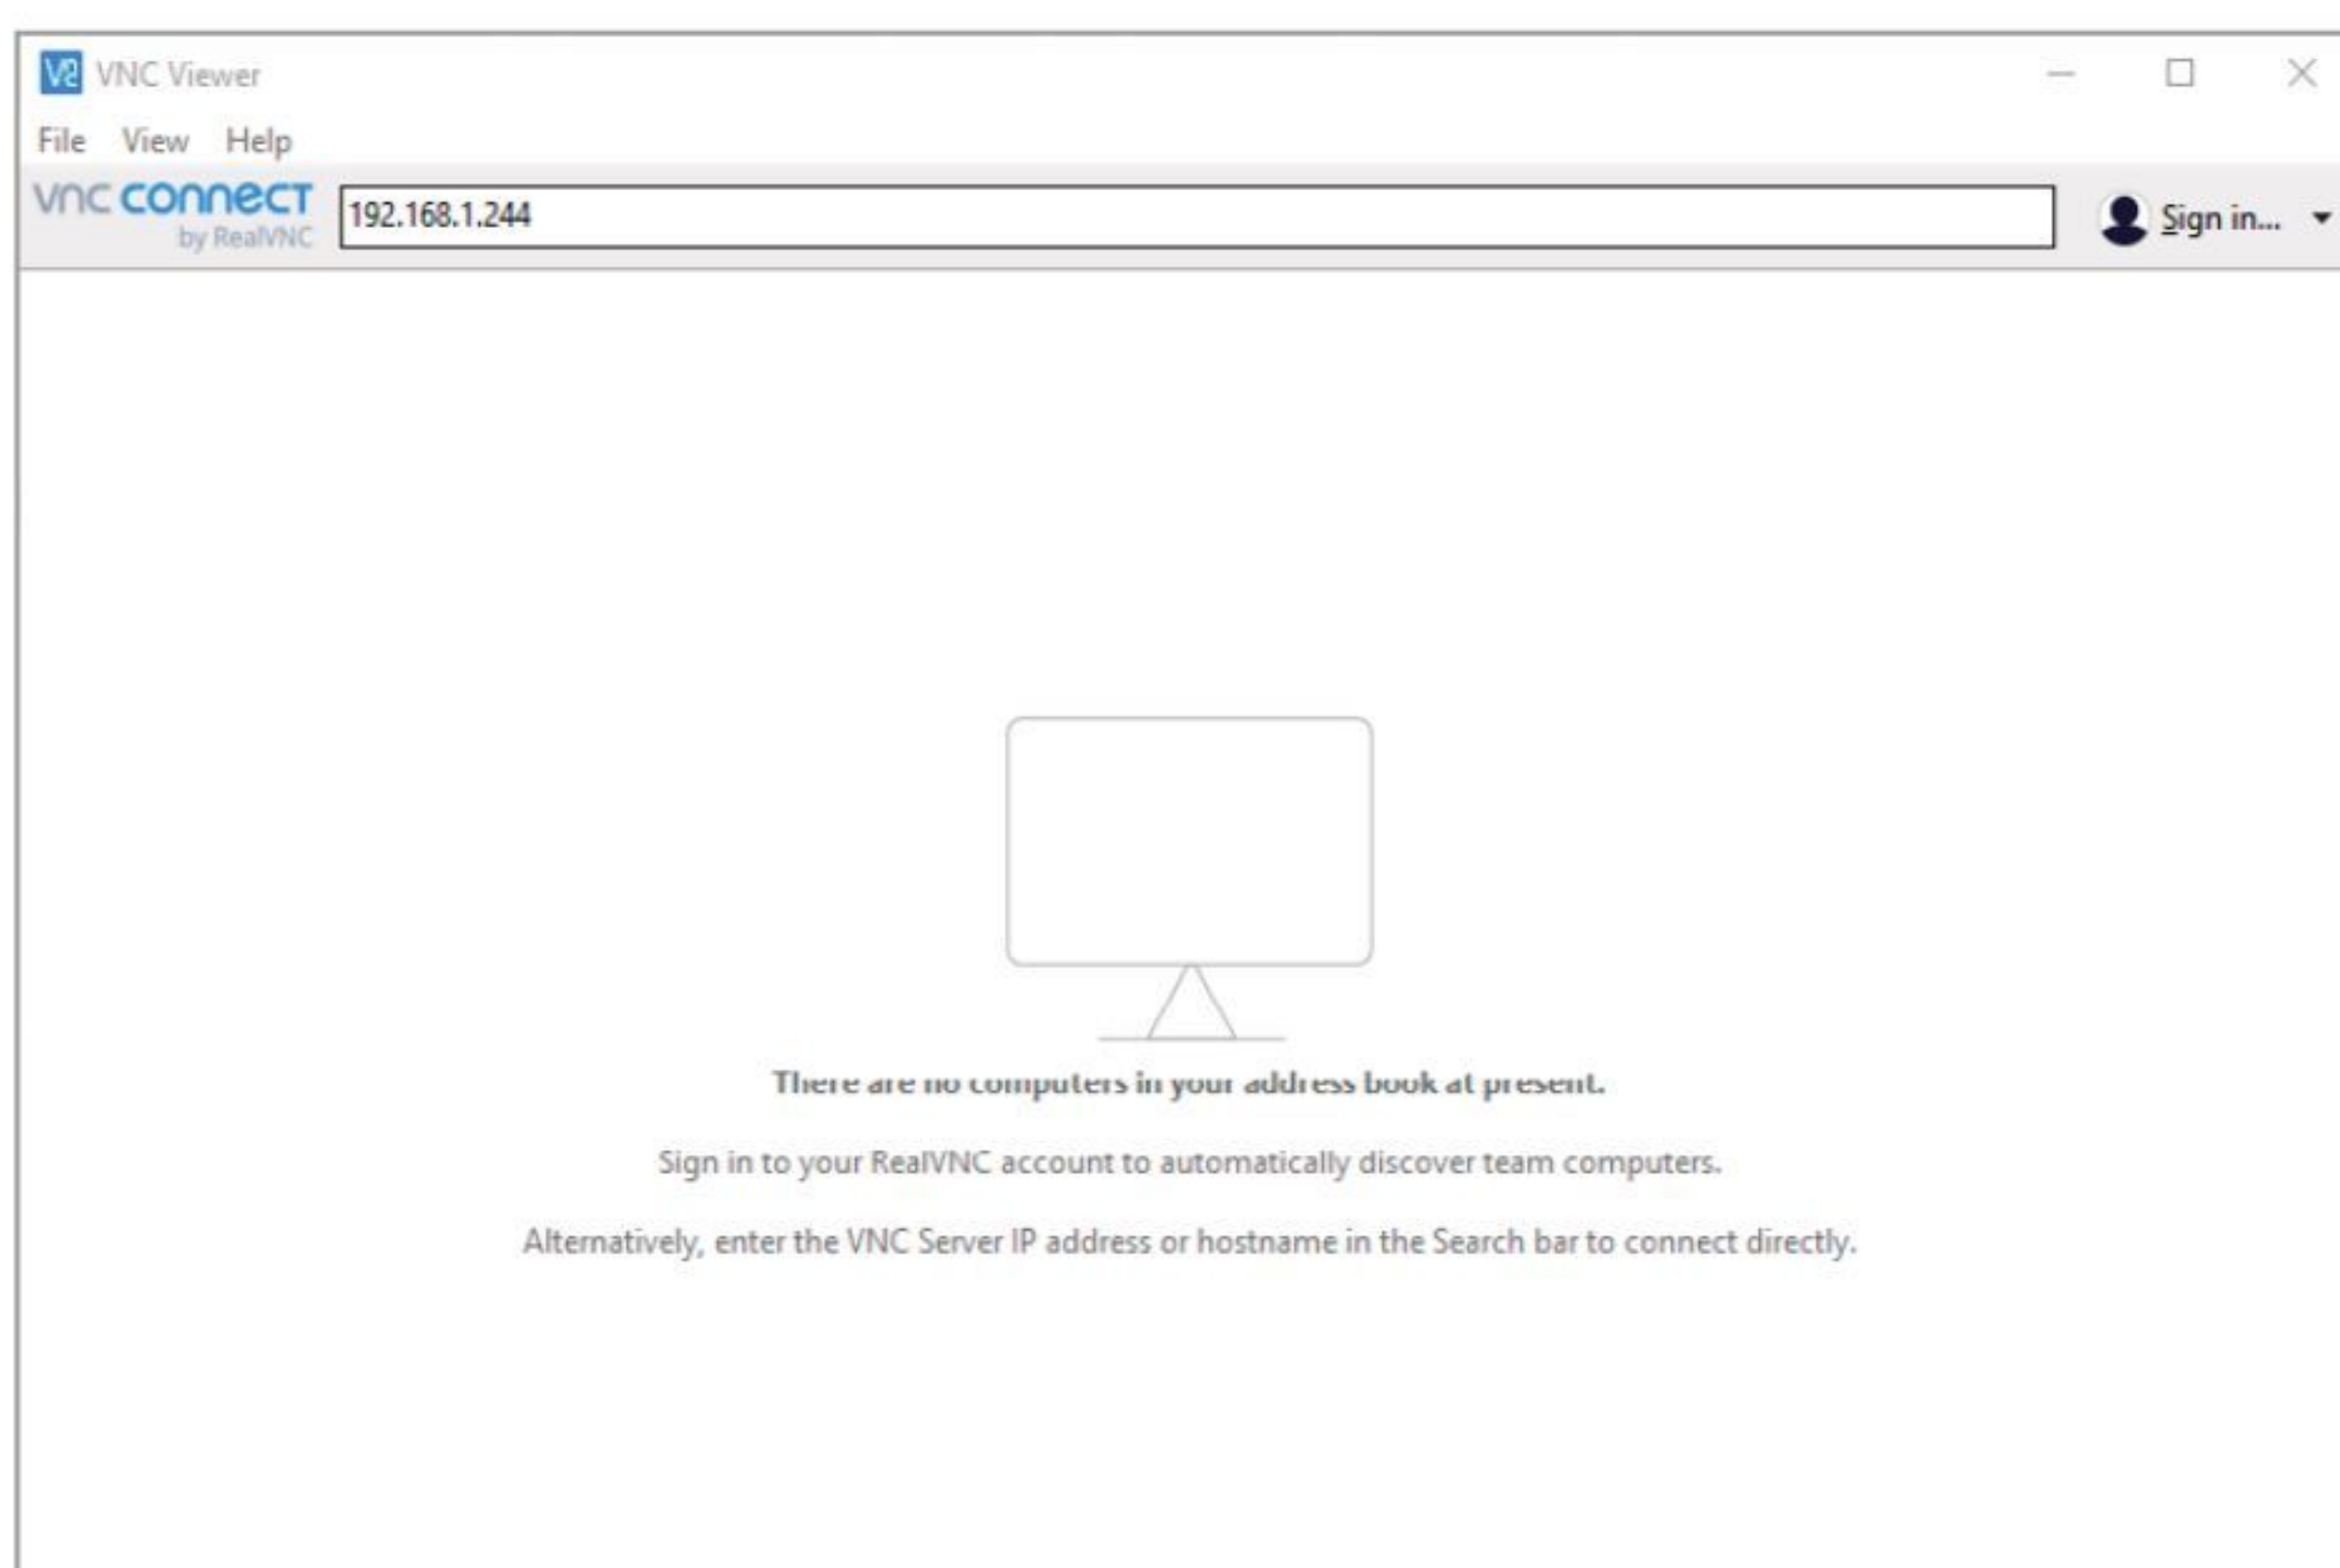 V2 VNC Viewer
File View Help
vnc connect
by RealVNC
192.168.1.244
Sign in...
There are no computers in your address book at present.
Sign in to your RealVNC account to automatically discover team computers.
Alternatively, enter the VNC Server IP address or hostname in the Search bar to connect directly.